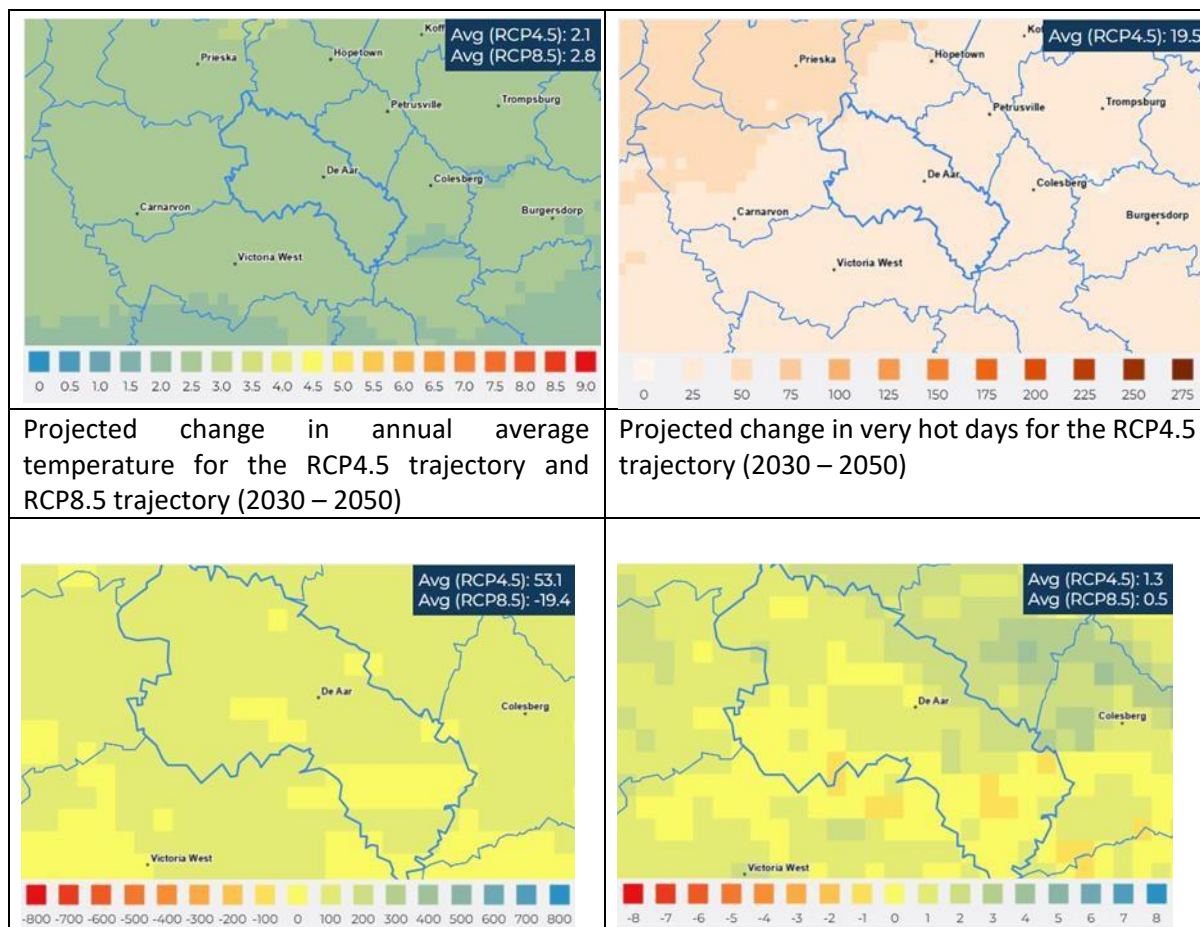 Koff
Avg (RCP4.5): 2.1
Avg (RCP8.5): 2.8
Prieska
Hopetown
Petrusville
Trompsburg
De Aar
Colesberg
Carnarvon
Burgersdorp
Victoria West
0 0.5 1.0 1.5 2.0 2.5 3.0 3.5 4.0 4.5 5.0 5.5 6.0 6.5 7.0 7.5 8.0 8.5 9.0
Ko
Avg (RCP4.5): 19.5
Prieska
Hopetown
Petrusville
Trompsburg
De Aar
Colesberg
Carnarvon
Burgersdorp
Victoria West
0 25 50 75 100 125 150 175 200 225 250 275
Projected change in annual average
temperature for the RCP4.5 trajectory and
RCP8.5 trajectory (2030 – 2050)
Projected change in very hot days for the RCP4.5
trajectory (2030 – 2050)
Avg (RCP4.5): 53.1
Avg (RCP8.5): -19.4
De Aar
Colesberg
Victoria West
-800 -700 -600 -500 -400 -300 -200 -100 0 100 200 300 400 500 600 700 800
Avg (RCP4.5): 1.3
Avg (RCP8.5): 0.5
De Aar
Colesberg
Victoria West
-8 -7 -6 -5 -4 -3 -2 -1 0 1 2 3 4 5 6 7 8